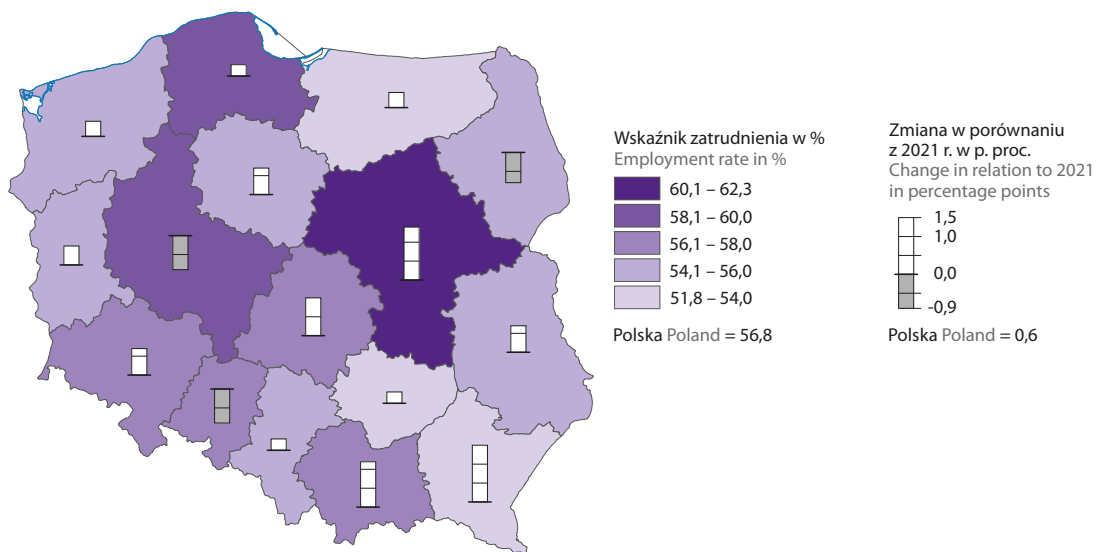 Wskaźnik zatrudnienia w %
Employment rate in %
60,1 – 62,3
58,1 – 60,0
56,1 – 58,0
54,1 – 56,0
51,8 – 54,0
Polska Poland = 56,8
Zmiana w porównaniu
z 2021 r. w p. proc.
Change in relation to 2021
in percentage points
1,5
1,0
0,0
-0,9
Polska Poland = 0,6